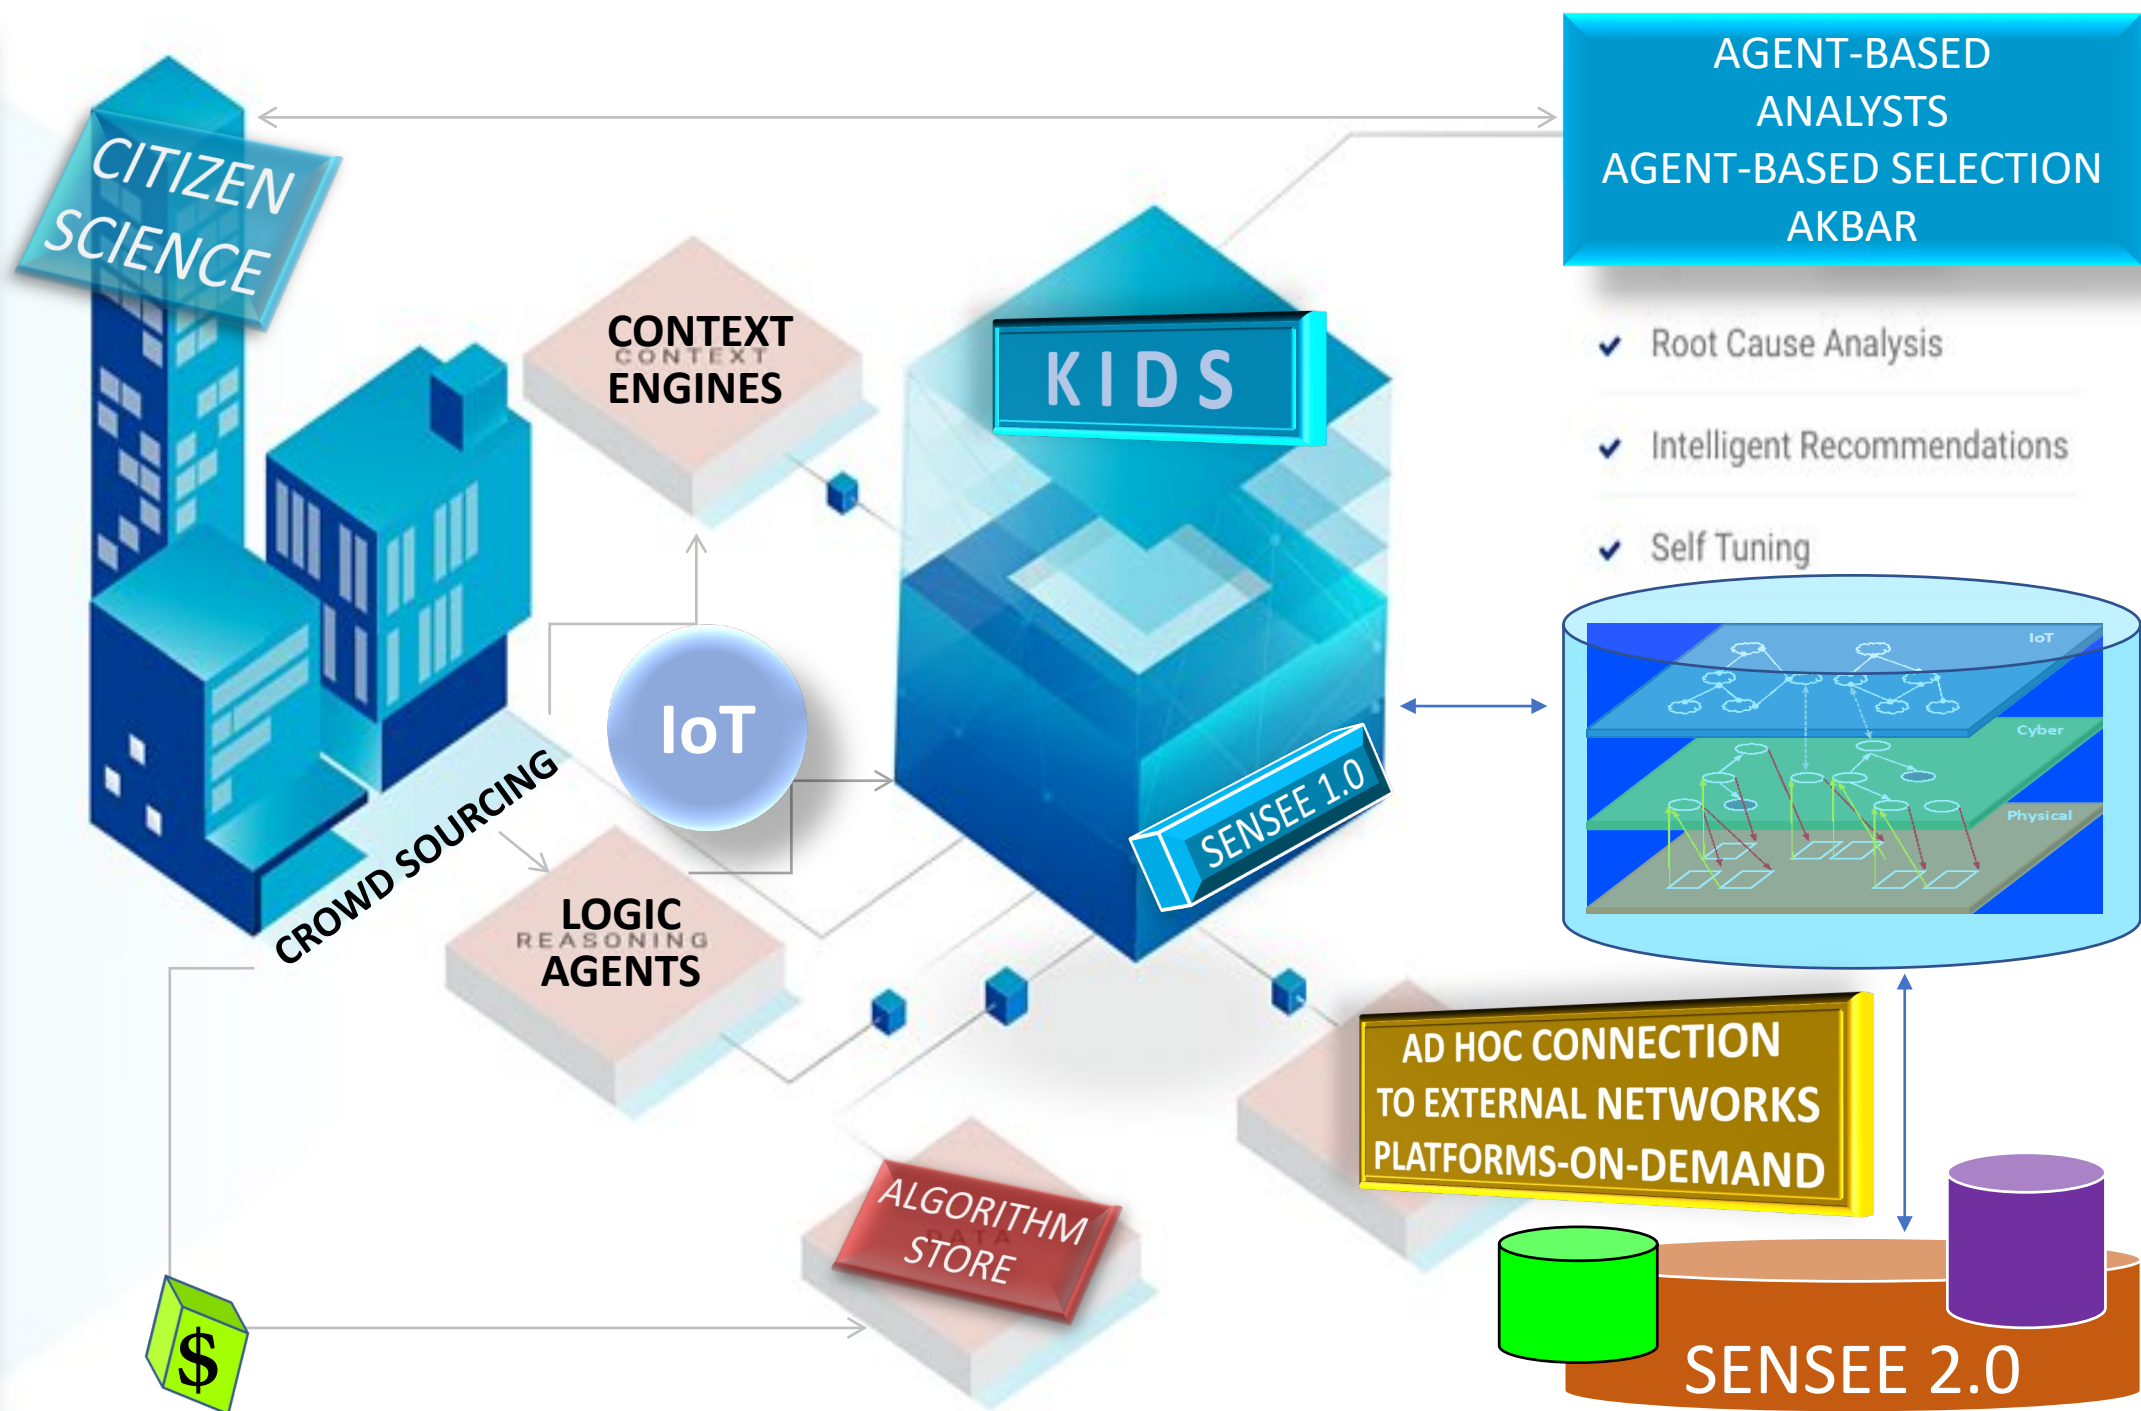 AGENT-BASED
ANALYSTS
AGENT-BASED SELECTION
AKBAR
CITIZEN
SCIENCE
CONTEXT
CONTEXT
ENGINES
K I D S
Root Cause Analysis
Intelligent Recommendations
Self Tuning
IoT
IoT
Cyber
Physical
SENSEE 1.0
CROWD SOURCING
LOGIC
REASONING
AGENTS
AD HOC CONNECTION
TO EXTERNAL NETWORKS
PLATFORMS-ON-DEMAND
ALGORITHM
DATA
STORE
$
SENSEE 2.0